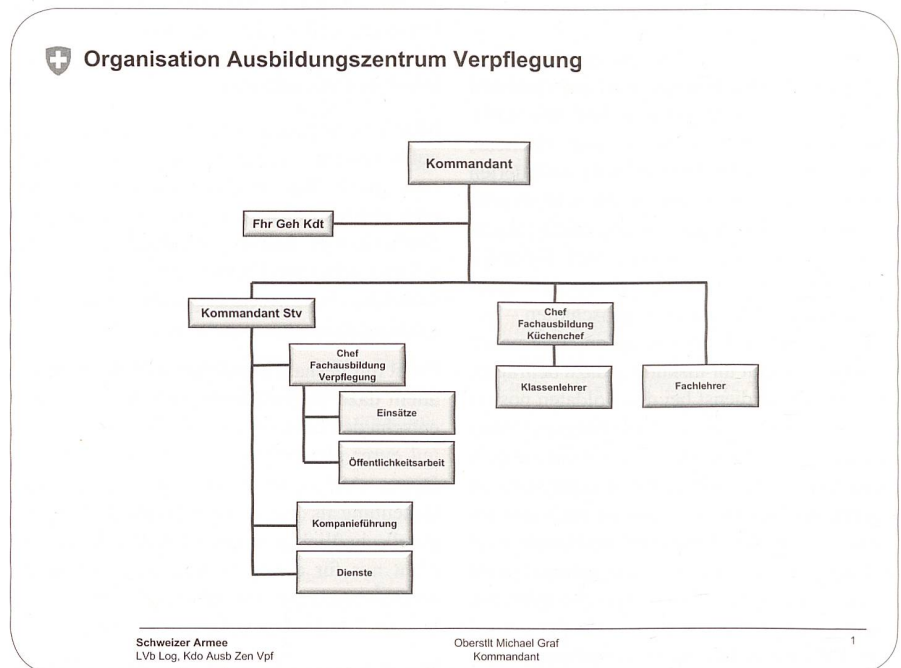 Organisation Ausbildungszentrum Verpflegung
Kommandant
Fhr Geh Kdt
Kommandant Stv
Chef
Fachausbildung
Küchenchef
Chef
Fachausbildung
Verpflegung
Klassenlehrer
Fachlehrer
Einsätze
Öffentlichkeitsarbeit
Kompanieführung
Dienste
Schweizer Armee
LVb Log, Kdo Ausb Zen Vpf
Oberstlt Michael Graf
Kommandant
1